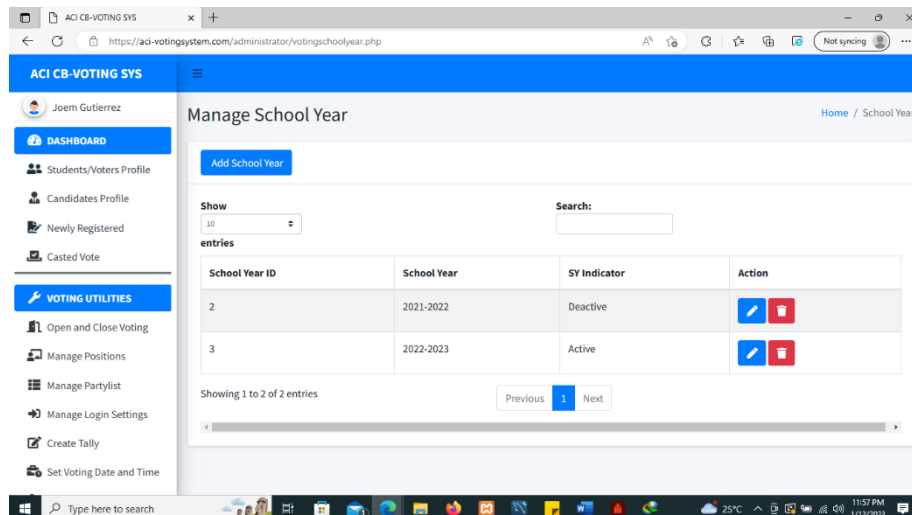 ACI CB-VOTING SYS
https://aci-votingsystem.com/administrator/votingschoolyear.php
Not syncing
ACI CB-VOTING SYS
Joem Gutierrez
DASHBOARD
Students/Voters Profile
Candidates Profile
Newly Registered
Casted Vote
VOTING UTILITIES
Open and Close Voting
Manage Positions
Manage Partylist
Manage Login Settings
Create Tally
Set Voting Date and Time
Manage School Year
Home / School Year
Add School Year
Show
10
entries
Search:
School Year ID School Year SY Indicator Action
2 2021-2022 Deactive
3 2022-2023 Active
Showing 1 to 2 of 2 entries
Previous 1 Next
Type here to search
25°C
11:57 PM
1/12/2023